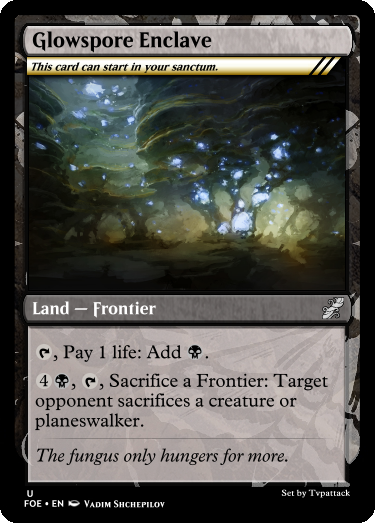 Glowspore Enclave
This card can start in your sanctum.
Land — Frontier
, Pay 1 life: Add .
4 , , Sacrifice a Frontier: Target
opponent sacrifices a creature or
planeswalker.
The fungus only hungers for more.
U
FOE • EN Vadim Shchepilov
Set by Tvpattack